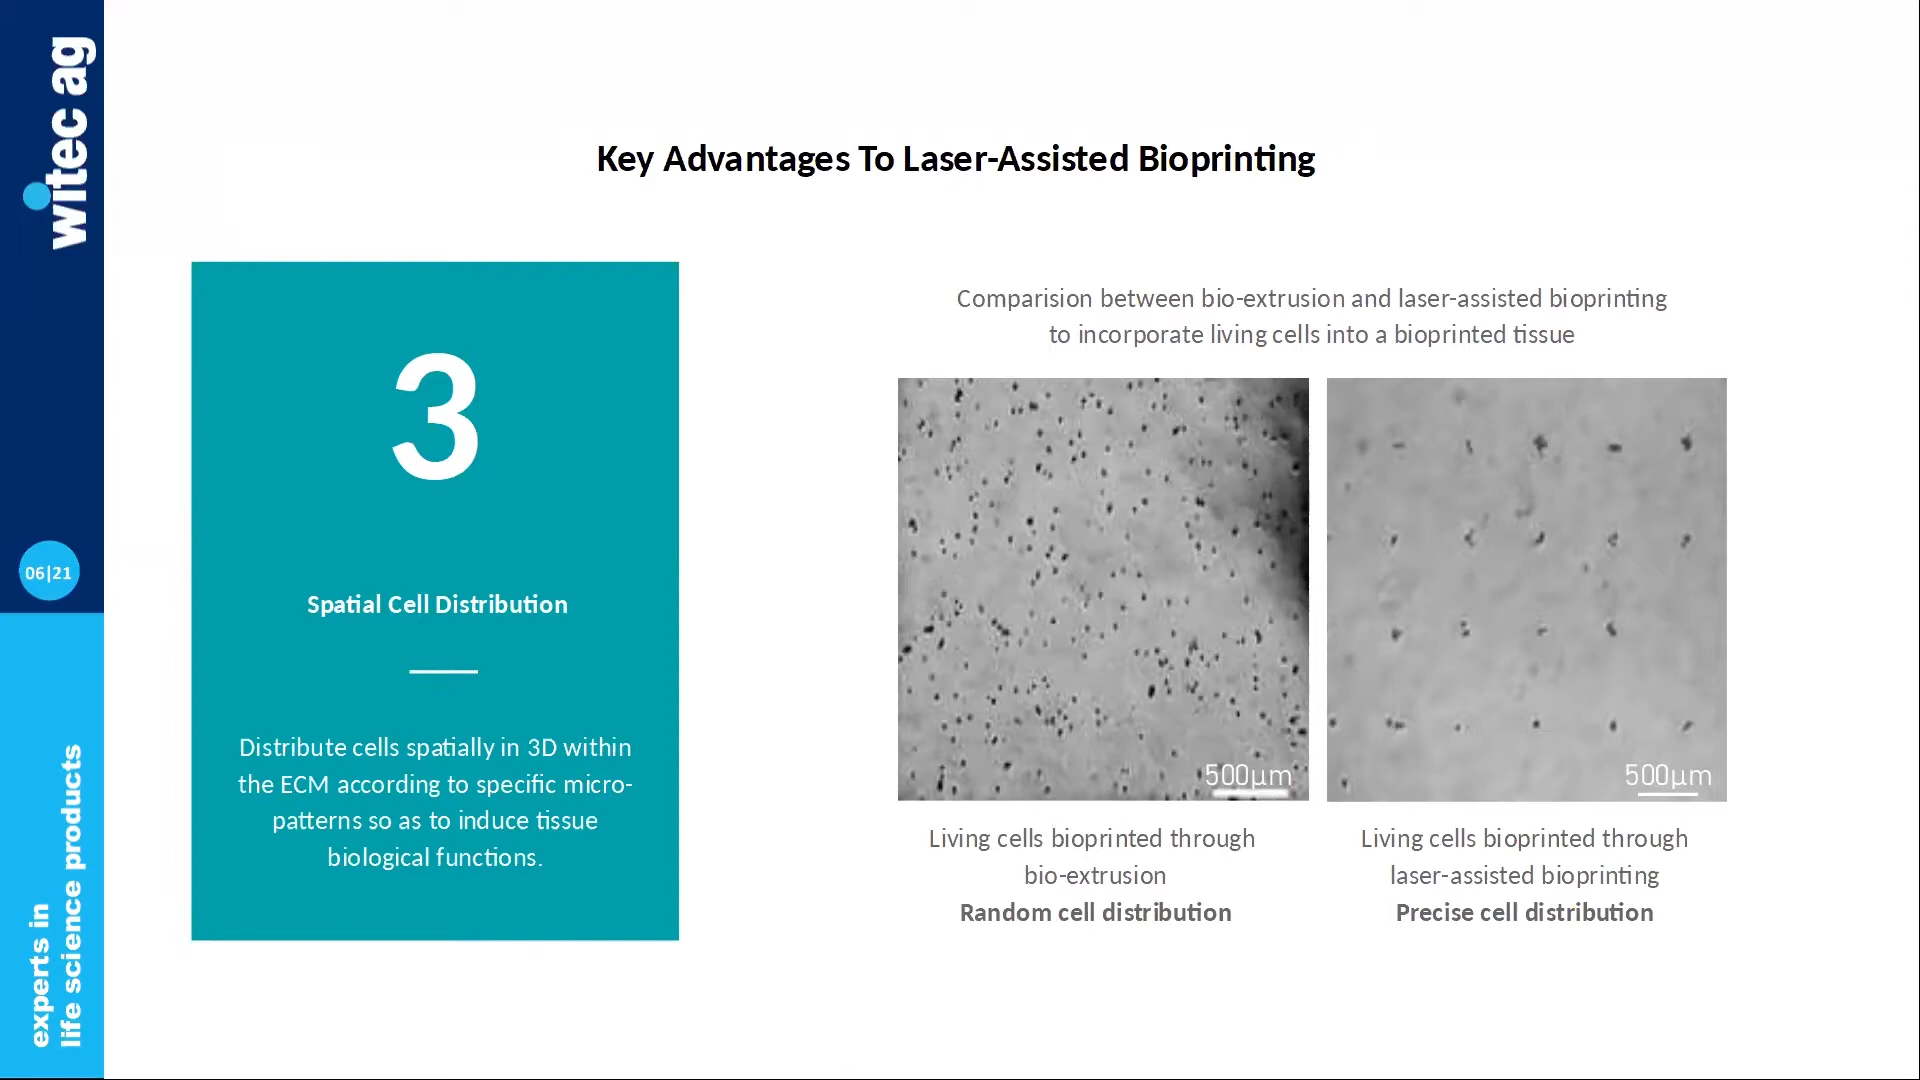 witec ag
06|21
experts in
life science products
Key Advantages To Laser-Assisted Bioprinting
3
Spatial Cell Distribution
Distribute cells spatially in 3D within
the ECM according to specific micro-
patterns so as to induce tissue
biological functions.
Comparision between bio-extrusion and laser-assisted bioprinting
to incorporate living cells into a bioprinted tissue
500µm
500µm
Living cells bioprinted through
bio-extrusion
Random cell distribution
Living cells bioprinted through
laser-assisted bioprinting
Precise cell distribution